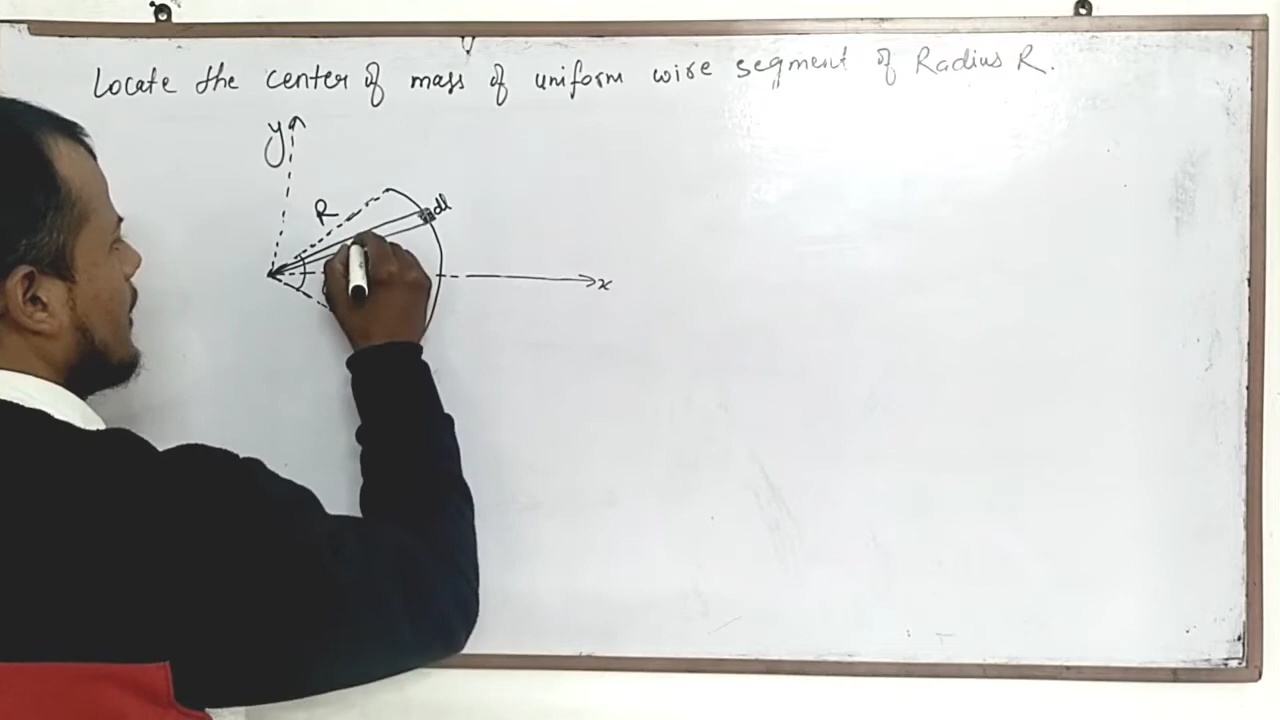 Locate the center of mass of uniform wire segment of Radius R.
y
R
dl
x